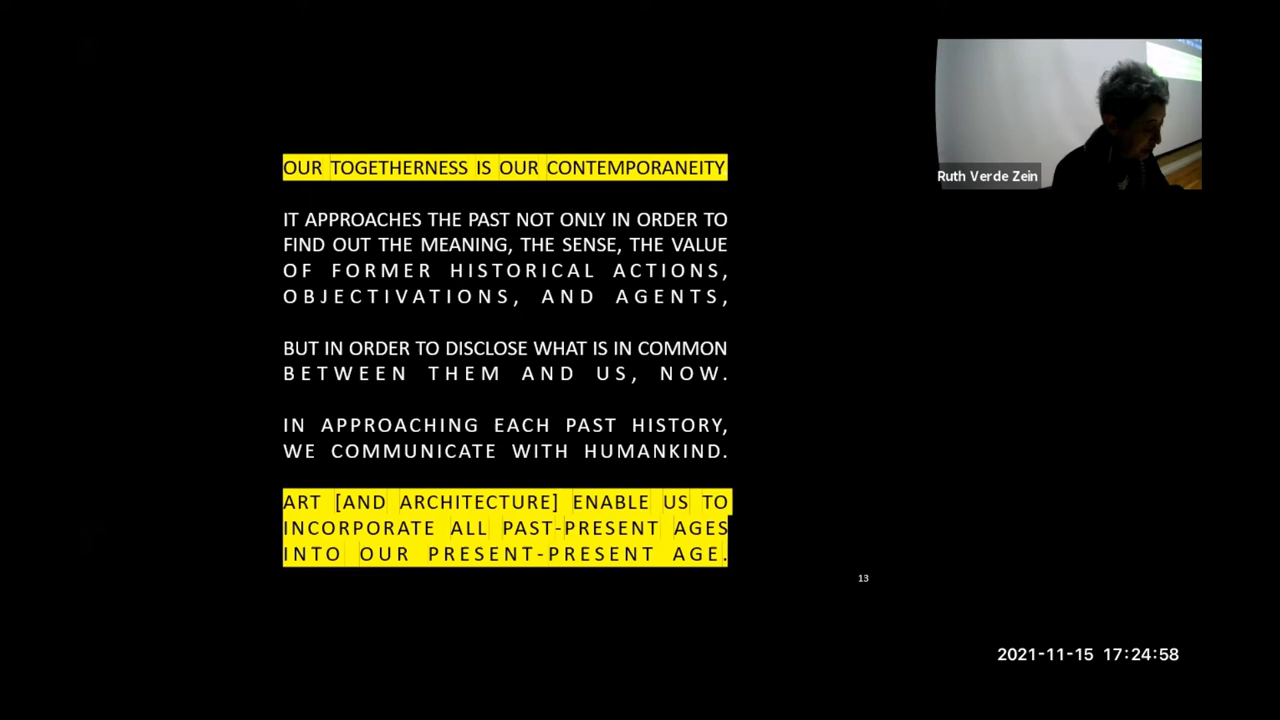 OUR TOGETHERNESS IS OUR CONTEMPORANEITY
IT APPROACHES THE PAST NOT ONLY IN ORDER TO
FIND OUT THE MEANING, THE SENSE, THE VALUE
OF FORMER HISTORICAL ACTIONS,
OBJECTIVATIONS, AND AGENTS,
BUT IN ORDER TO DISCLOSE WHAT IS IN COMMON
BETWEEN THEM AND US, NOW.
IN APPROACHING EACH PAST HISTORY,
WE COMMUNICATE WITH HUMANKIND.
ART [AND ARCHITECTURE] ENABLE US TO
INCORPORATE ALL PAST-PRESENT AGES
INTO OUR PRESENT-PRESENT AGE.
13
Ruth Verde Zein
2021-11-15 17:24:58